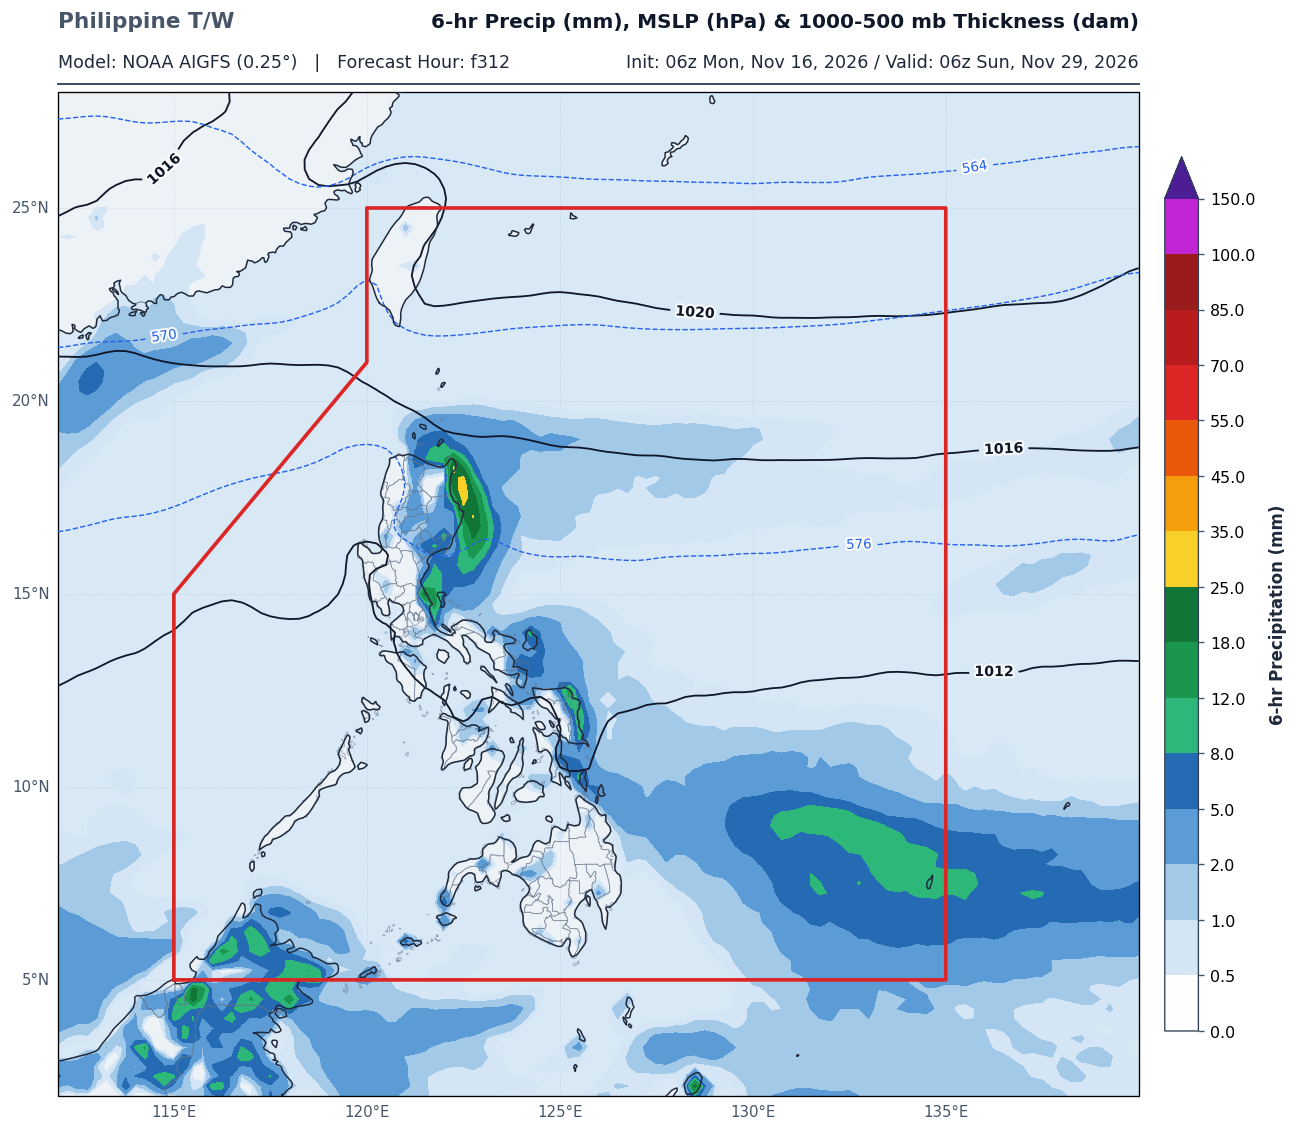 Philippine T/W
6-hr Precip (mm), MSLP (hPa) & 1000-500 mb Thickness (dam)
Model: NOAA AIGFS (0.25°) | Forecast Hour: f312
Init: 06z Mon, Nov 16, 2026 / Valid: 06z Sun, Nov 29, 2026
1016
564
25°N
1020
570
20°N
1016
576
15°N
1012
10°N
5°N
115°E
120°E
125°E
130°E
135°E
150.0
100.0
85.0
70.0
55.0
45.0
35.0
25.0
18.0
12.0
8.0
5.0
2.0
1.0
0.5
0.0
6-hr Precipitation (mm)